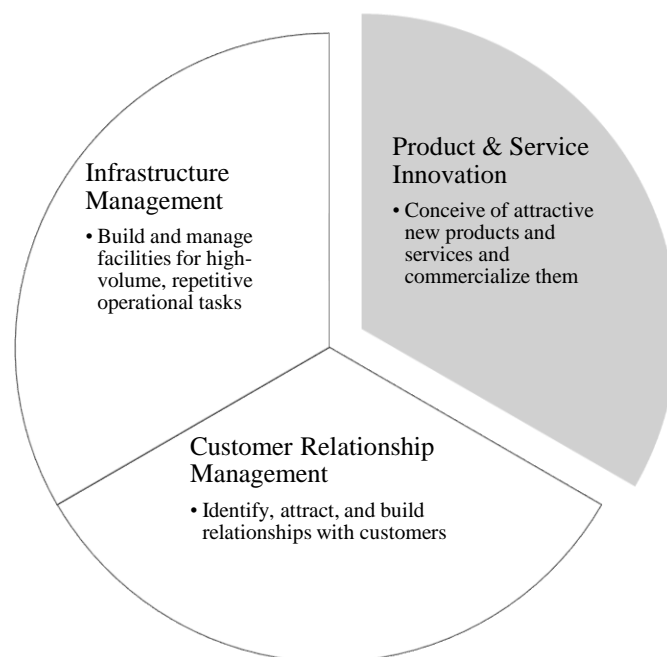 Product & Service
Innovation
• Conceive of attractive
new products and
services and
commercialize them
Infrastructure
Management
• Build and manage
facilities for high-
volume, repetitive
operational tasks
Customer Relationship
Management
• Identify, attract, and build
relationships with customers